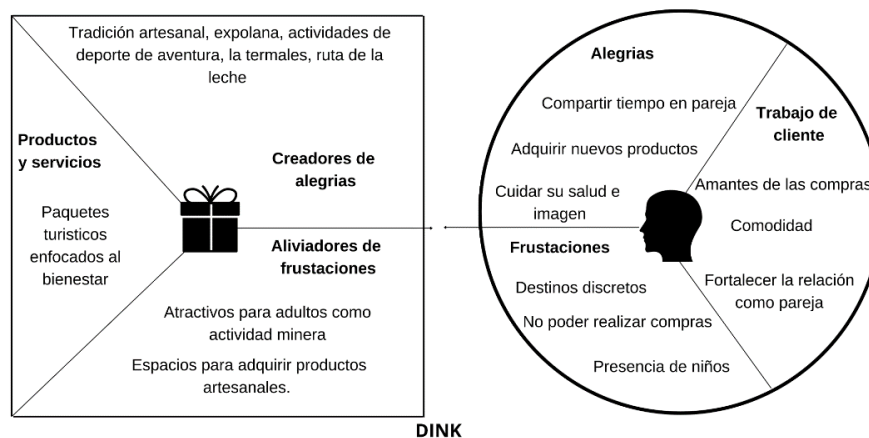 Tradición artesanal, expolana, actividades de
deporte de aventura, la termales, ruta de la
leche
Productos
y servicios
Paquetes
turisticos
enfocados al
bienestar
Creadores de
alegrias
Aliviadores de
frustaciones
Atractivos para adultos como
actividad minera
Espacios para adquirir productos
artesanales.
Alegrias
Compartir tiempo en pareja
Adquirir nuevos productos
Cuidar su salud e
imagen
Trabajo de
cliente
Amantes de las compras
Comodidad
Fortalecer la relación
como pareja
Frustaciones
Destinos discretos
No poder realizar compras
Presencia de niños
DINK